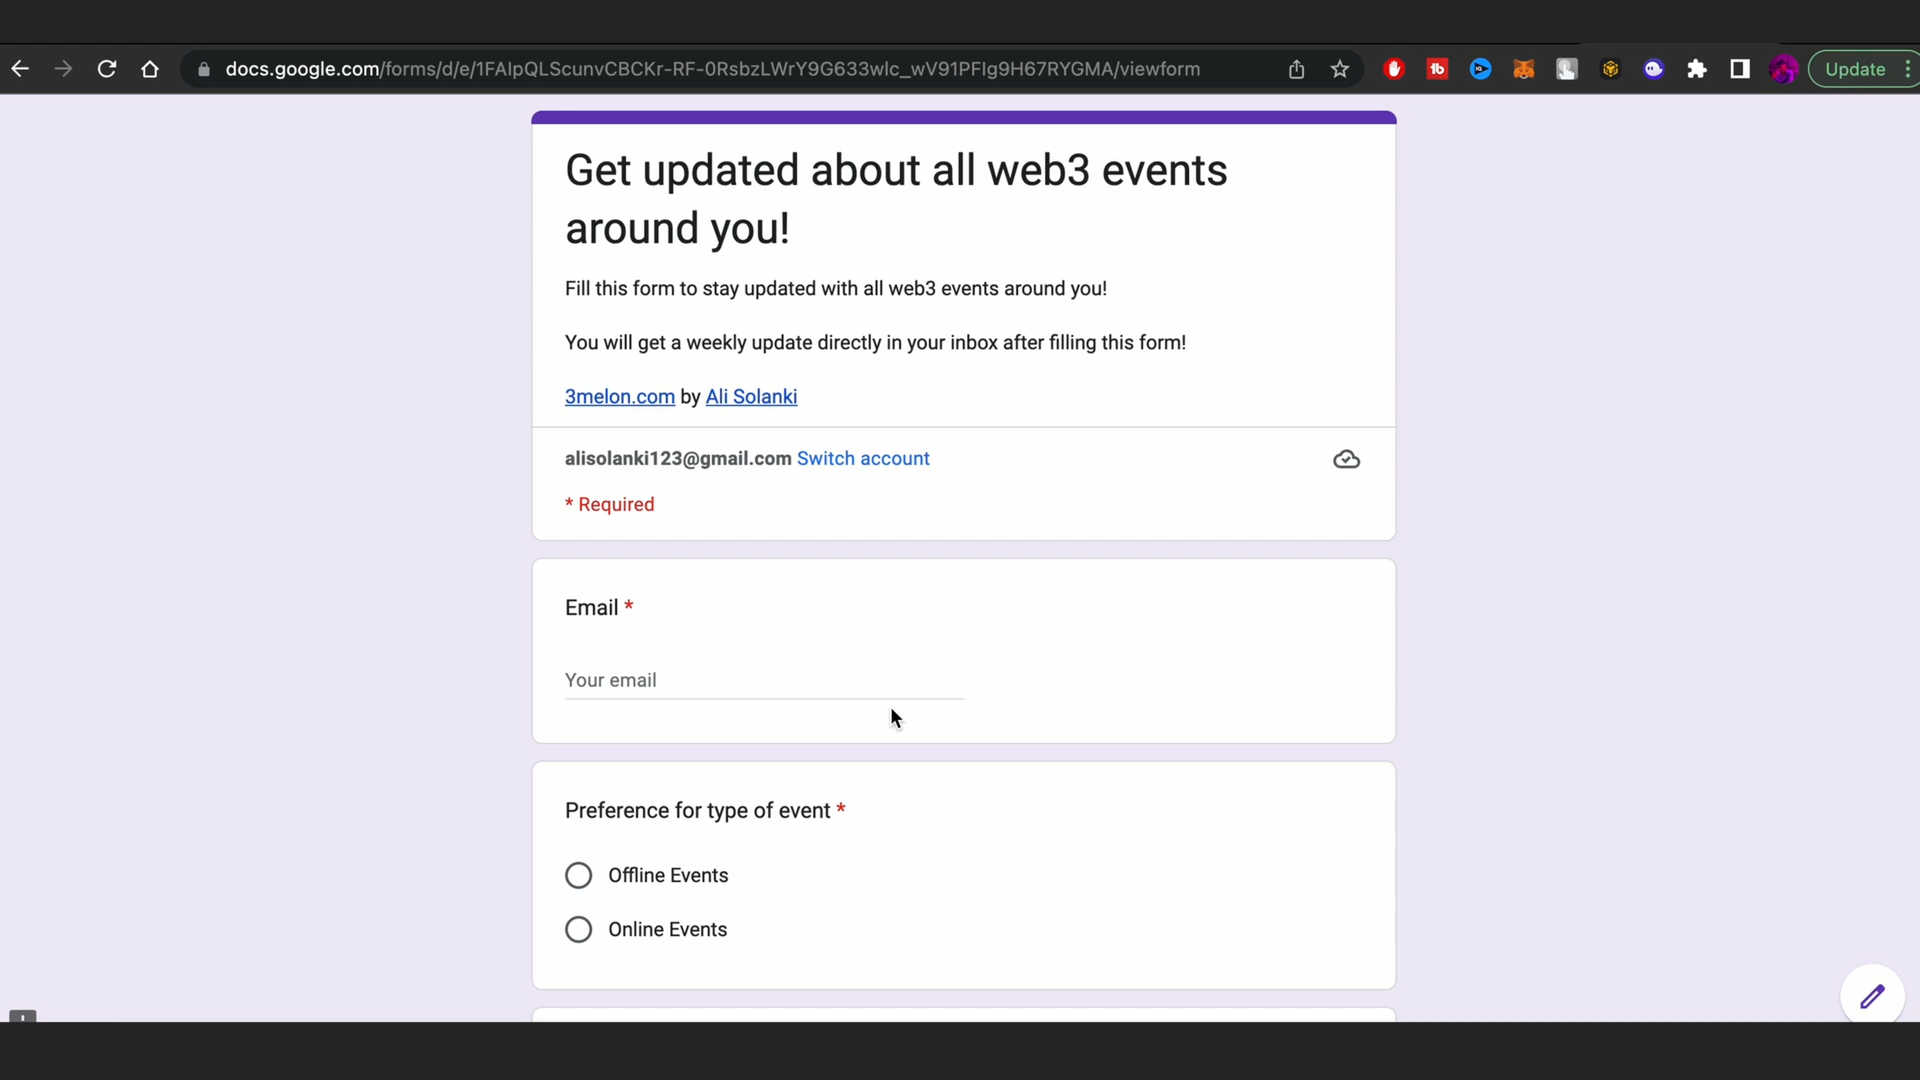 docs.google.com/forms/d/e/1FAIpQLScunvCBCKr-RF-0RsbzLWrY9G633wlc_wV91PFIg9H67RYGMA/viewform
Update
Get updated about all web3 events
around you!
Fill this form to stay updated with all web3 events around you!
You will get a weekly update directly in your inbox after filling this form!
3melon.com by Ali Solanki
alisolanki123@gmail.com Switch account
* Required
Email *
Your email
Preference for type of event *
Offline Events
Online Events